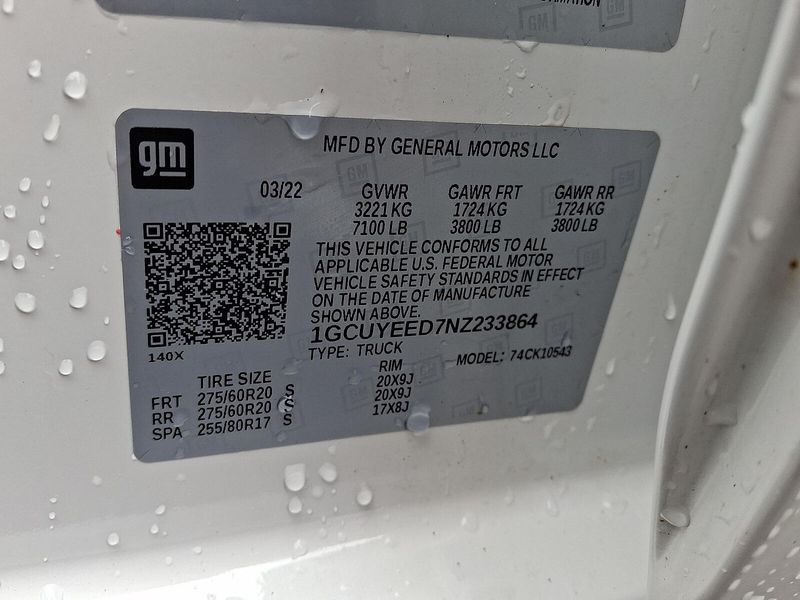 gm
MFD BY GENERAL MOTORS LLC
03/22 GVWR GAWR FRT GAWR RR
3221 KG 1724 KG 1724 KG
7100 LB 3800 LB 3800 LB
THIS VEHICLE CONFORMS TO ALL
APPLICABLE U.S. FEDERAL MOTOR
VEHICLE SAFETY STANDARDS IN EFFECT
ON THE DATE OF MANUFACTURE
SHOWN ABOVE.
1GCUYEED7NZ233864
140X TYPE: TRUCK MODEL: 74CK10543
TIRE SIZE RIM
FRT 275/60R20 S 20X9J
RR 275/60R20 S 20X9J
SPA 255/80R17 S 17X8J